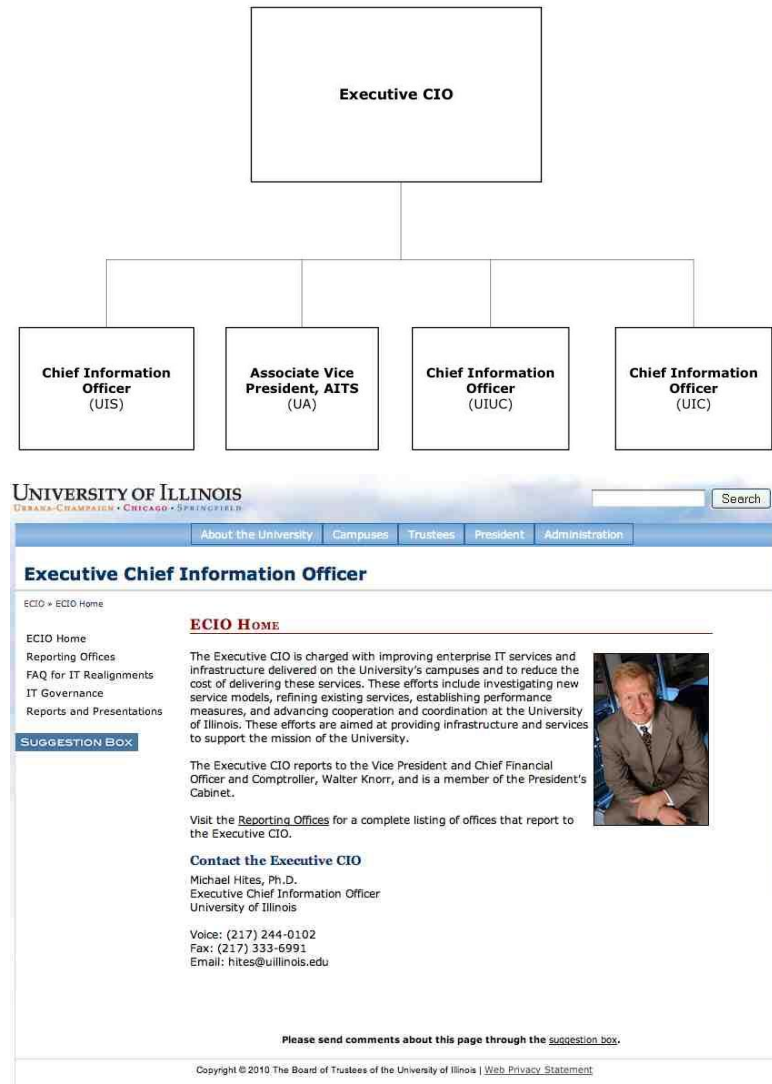 Executive CIO
Chief Information
Officer
(UIS)
Associate Vice
President, AITS
(UA)
Chief Information
Officer
(UIUC)
Chief Information
Officer
(UIC)
UNIVERSITY OF ILLINOIS
URBANA-CHAMPAIGN • CHICAGO • SPRINGFIELD
Search
About the University Campuses Trustees President Administration
Executive Chief Information Officer
ECIO » ECIO Home
ECIO Home
Reporting Offices
FAQ for IT Realignments
IT Governance
Reports and Presentations
SUGGESTION BOX
ECIO HOME
The Executive CIO is charged with improving enterprise IT services and
infrastructure delivered on the University's campuses and to reduce the
cost of delivering these services. These efforts include investigating new
service models, refining existing services, establishing performance
measures, and advancing cooperation and coordination at the University
of Illinois. These efforts are aimed at providing infrastructure and services
to support the mission of the University.
The Executive CIO reports to the Vice President and Chief Financial
Officer and Comptroller, Walter Knorr, and is a member of the President's
Cabinet.
Visit the Reporting Offices for a complete listing of offices that report to
the Executive CIO.
Contact the Executive CIO
Michael Hites, Ph.D.
Executive Chief Information Officer
University of Illinois
Voice: (217) 244-0102
Fax: (217) 333-6991
Email: hites@uillinois.edu
Please send comments about this page through the suggestion box.
Copyright © 2010 The Board of Trustees of the University of Illinois | Web Privacy Statement